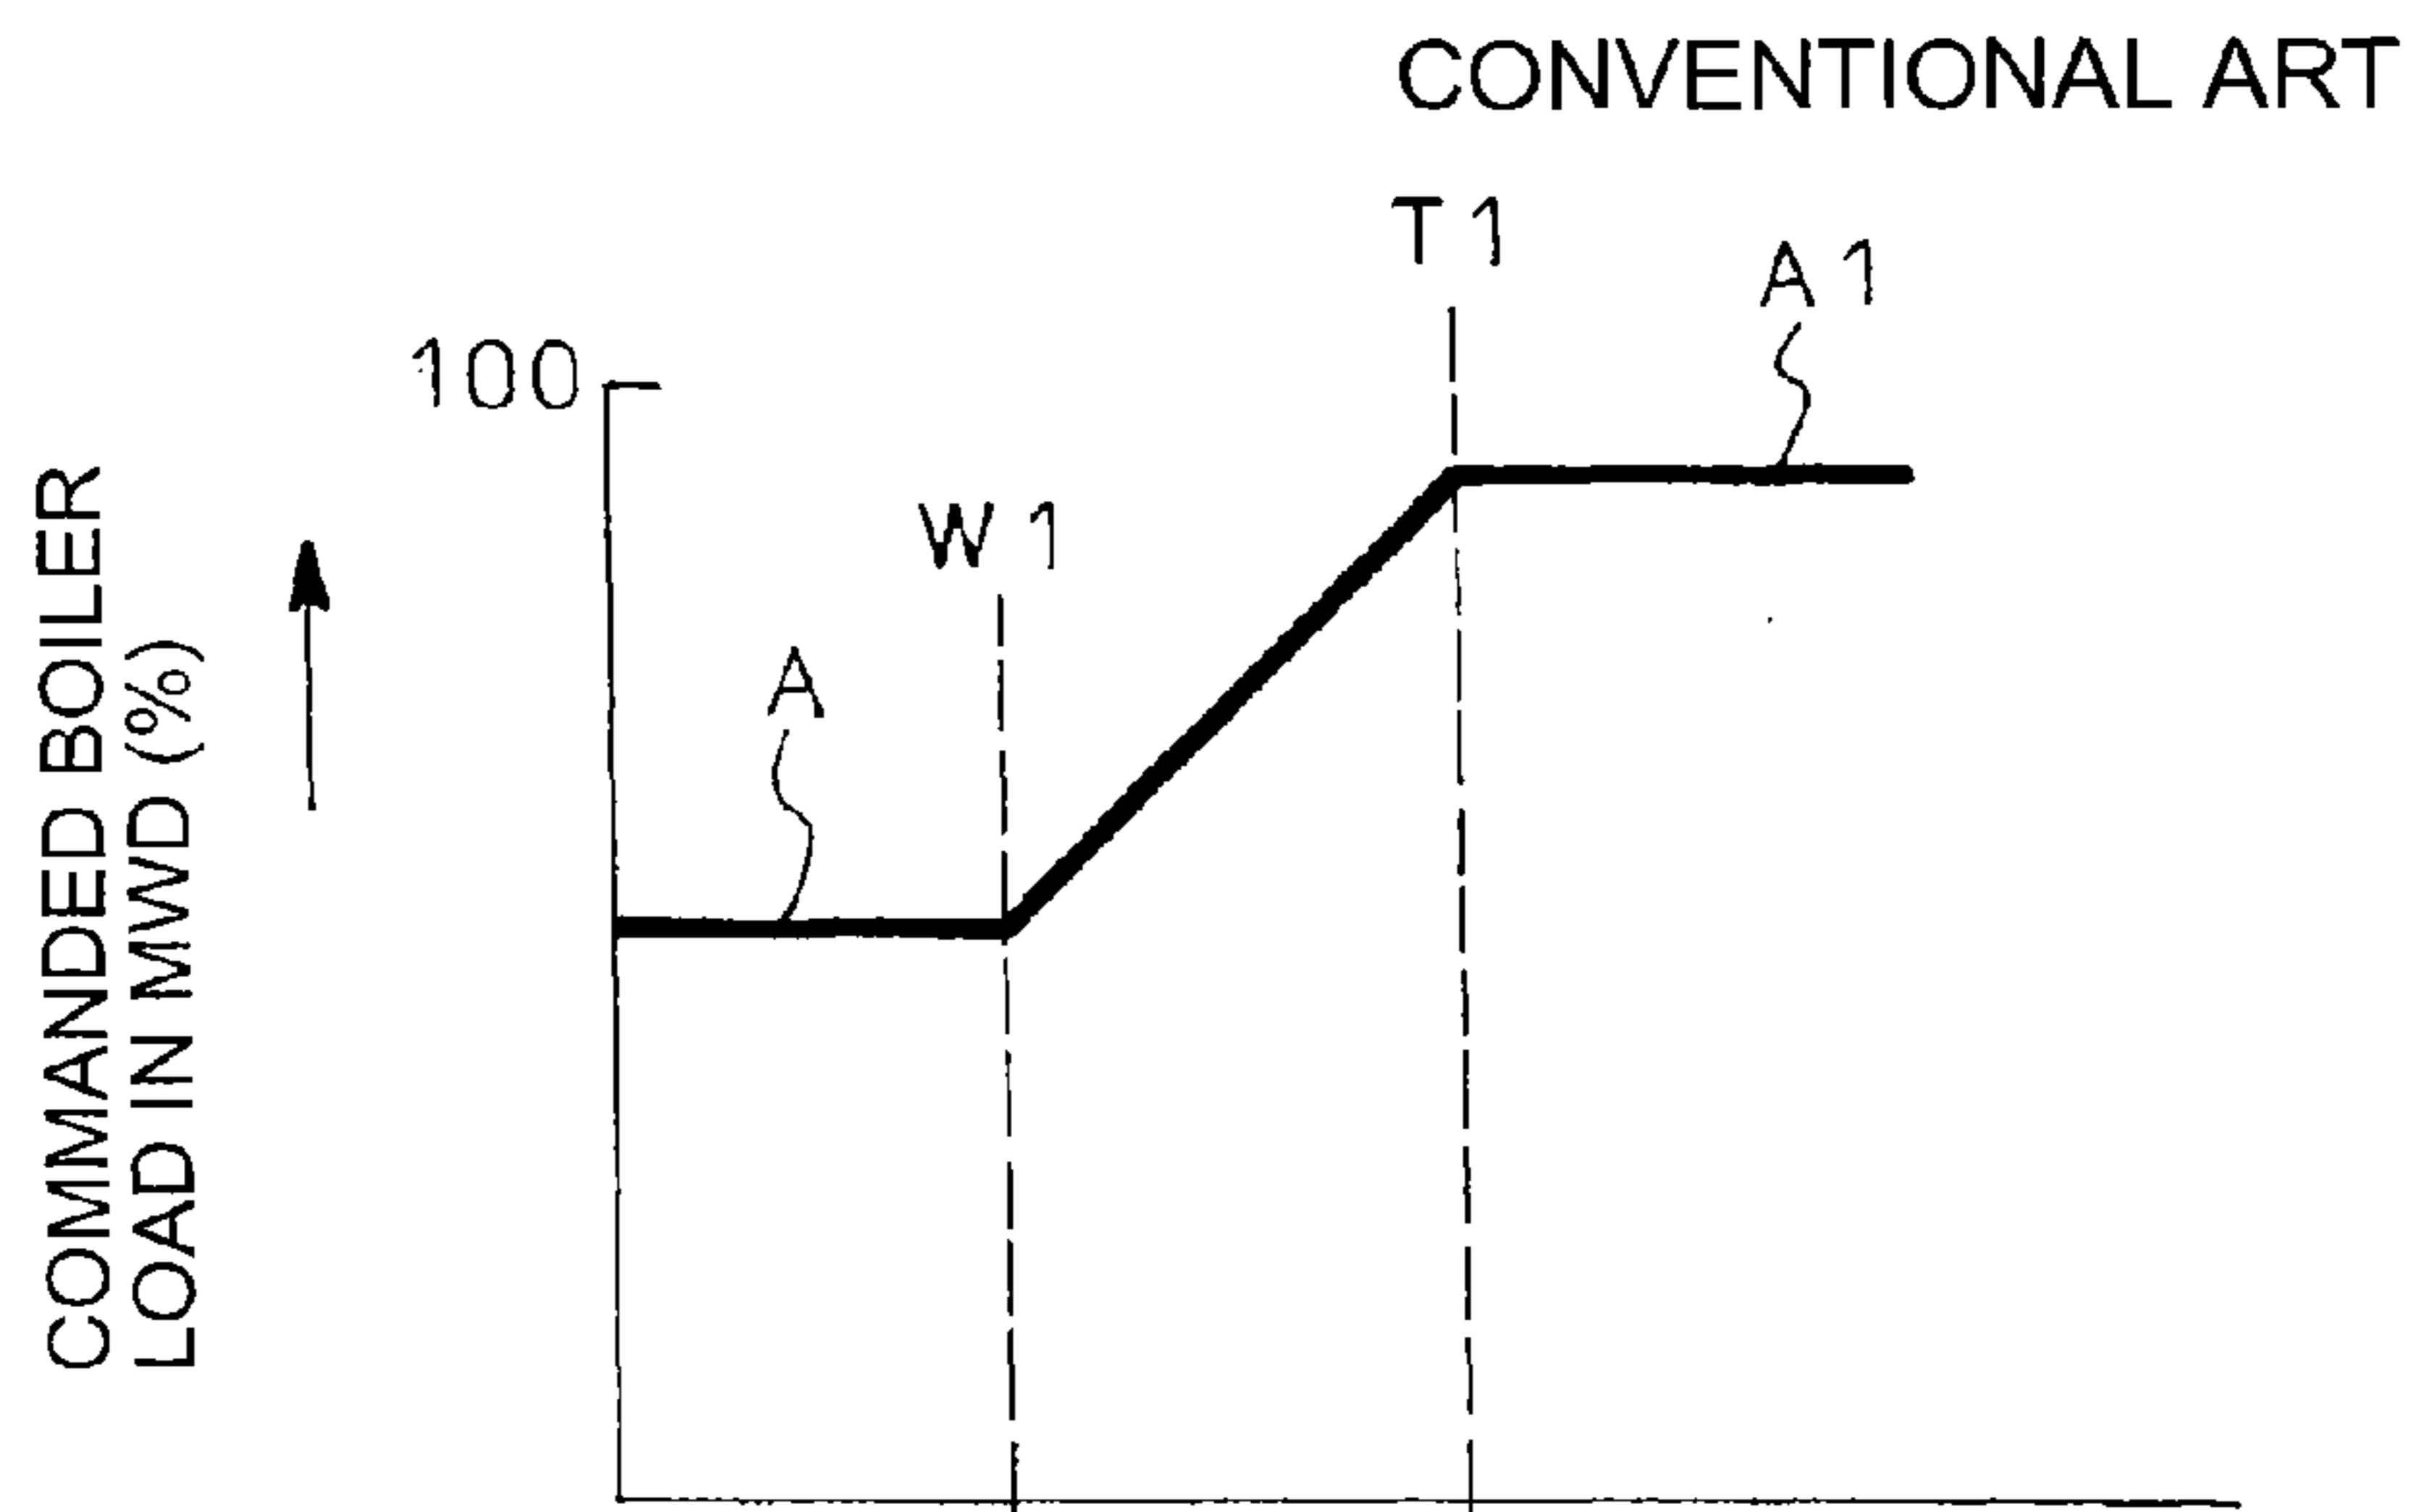 CONVENTIONAL ART
T1
A1
100
W1
A
COMMANDED BOILER
LOAD IN MWD (%)